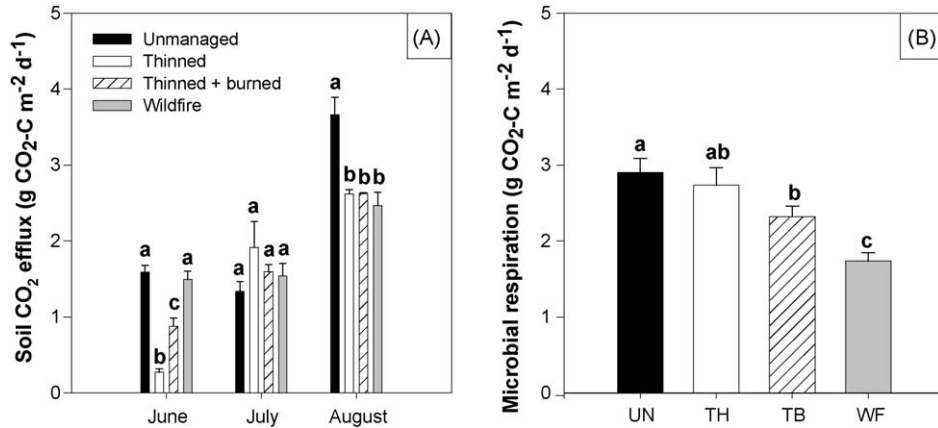 (A)
Soil CO2 efflux (g CO2-C m-2 d-1)
5
4
3
2
1
0
Unmanaged
Thinned
Thinned + burned
Wildfire
a
b
c
a
a
a
a
a
a
b
b
b
June
July
August
(B)
Microbial respiration (g CO2-C m-2 d-1)
5
4
3
2
1
0
a
ab
b
c
UN
TH
TB
WF